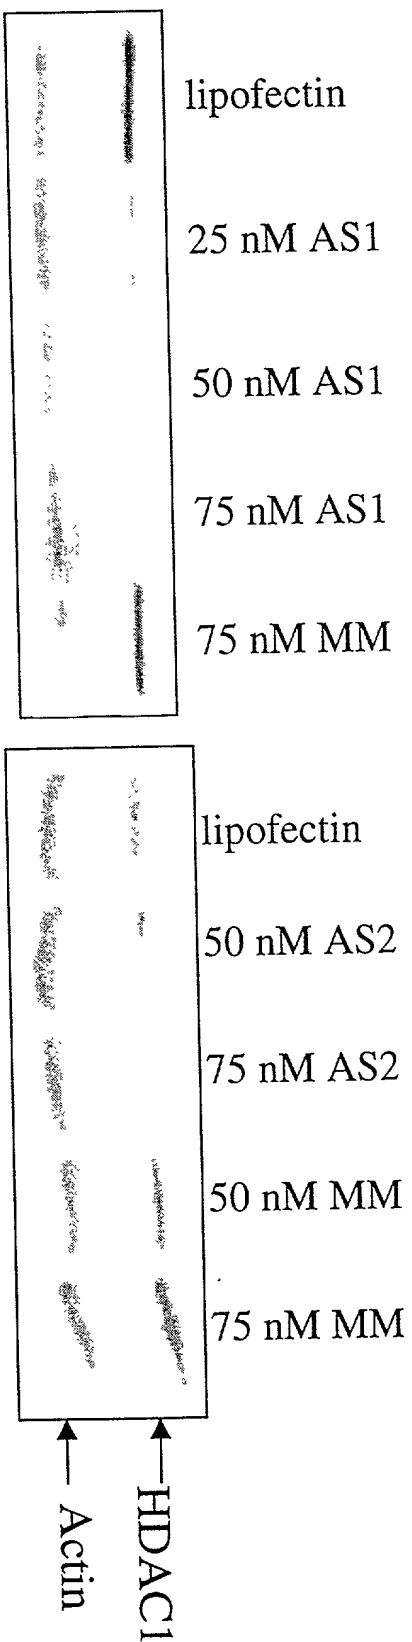 lipofectin
25 nM AS1
50 nM AS1
75 nM AS1
75 nM MM
lipofectin
50 nM AS2
75 nM AS2
50 nM MM
75 nM MM
HDAC1
Actin